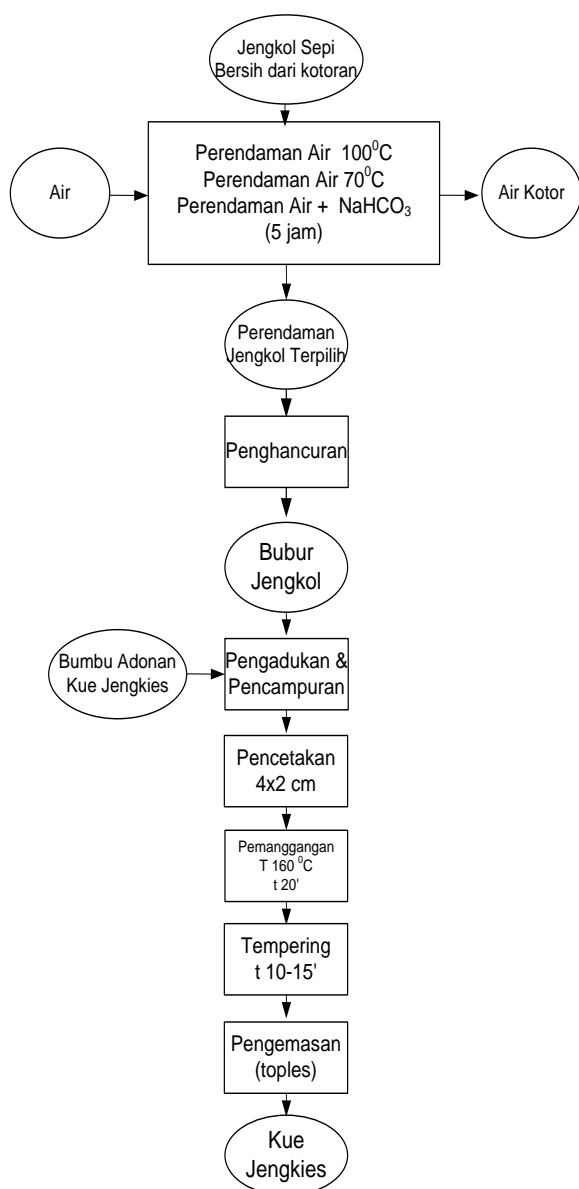 Jengkol Sepi
Bersih dari kotoran
Perendaman Air 100⁰C
Perendaman Air 70⁰C
Perendaman Air + NaHCO₃
(5 jam)
Air
Air Kotor
Perendaman
Jengkol Terpilih
Penghancuran
Bubur
Jengkol
Bumbu Adonan
Kue Jengkies
Pengadukan &
Pencampuran
Pencetakan
4x2 cm
Pemanggangan
T 160 ⁰C
t 20'
Tempering
t 10-15'
Pengemasan
(toples)
Kue
Jengkies